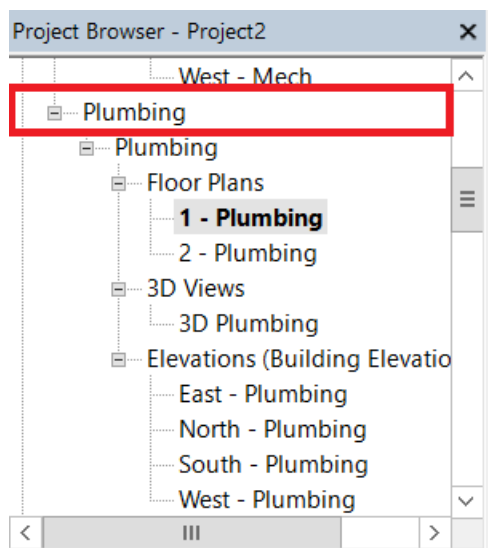 Project Browser - Project2
West - Mech
Plumbing
Plumbing
Floor Plans
1 - Plumbing
2 - Plumbing
3D Views
3D Plumbing
Elevations (Building Elevatio
East - Plumbing
North - Plumbing
South - Plumbing
West - Plumbing